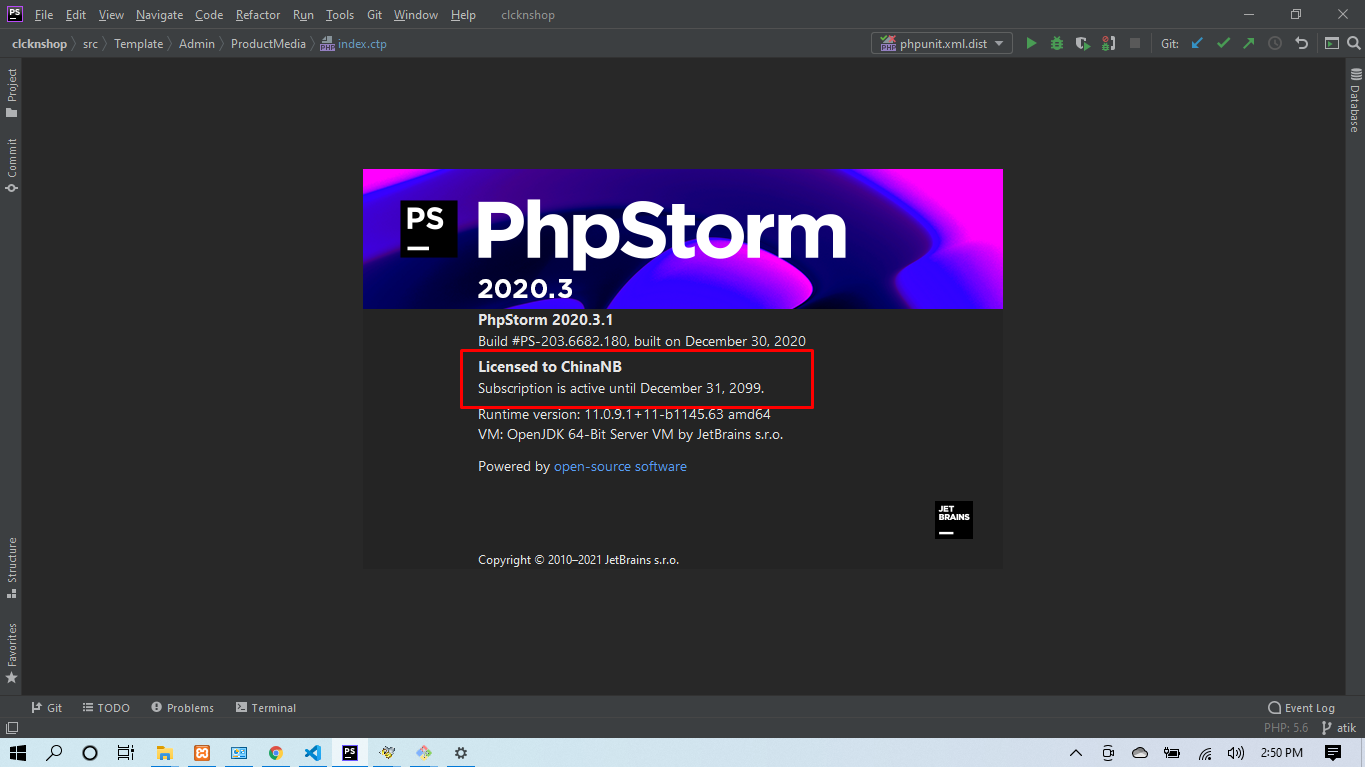 PS File Edit View Navigate Code Refactor Run Tools Git Window Help clcknshop
clcknshop src Template Admin ProductMedia PHP index.ctp PHP phpunit.xml.dist Git:
Project
Commit
Structure
Favorites
Database
PS
PhpStorm
2020.3
PhpStorm 2020.3.1
Build #PS-203.6682.180, built on December 30, 2020
Licensed to ChinaNB
Subscription is active until December 31, 2099.
Runtime version: 11.0.9.1+11-b1145.63 amd64
VM: OpenJDK 64-Bit Server VM by JetBrains s.r.o.
Powered by open-source software
JET
BRAINS
Copyright © 2010–2021 JetBrains s.r.o.
Git TODO Problems Terminal Event Log
PHP: 5.6 atik
PS 2:50 PM